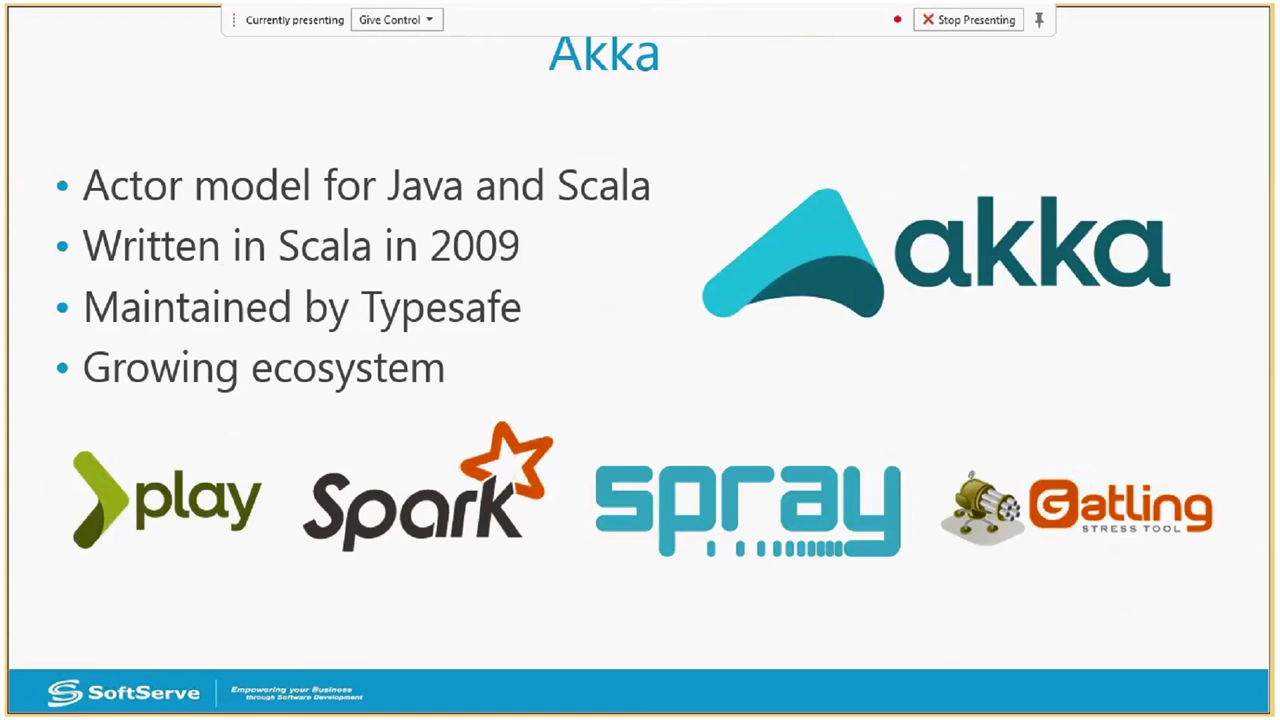 Currently presenting Give Control Stop Presenting
Akka
• Actor model for Java and Scala
• Written in Scala in 2009
• Maintained by Typesafe
• Growing ecosystem
akka
play Spark spray Gatling
STRESS TOOL
SoftServe
Empowering your Business
through Software Development